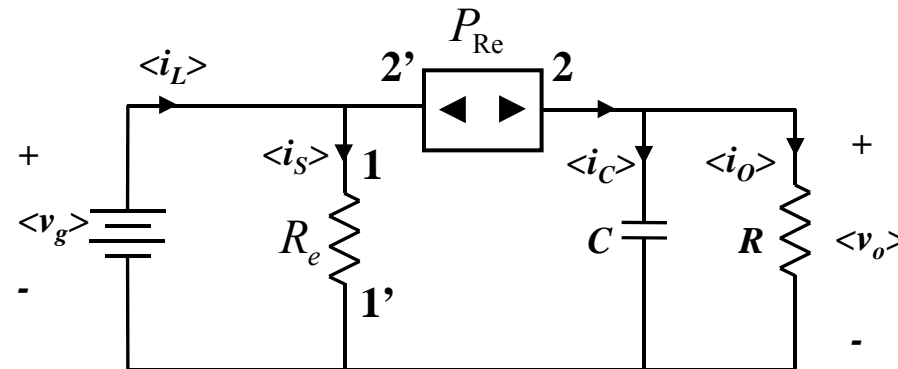 P_Re
<i_L>
2’ 2
+
<i_S> 1
<i_C>
<i_O>
+
<v_g>
R_e
C
R
<v_o>
-
1’
-